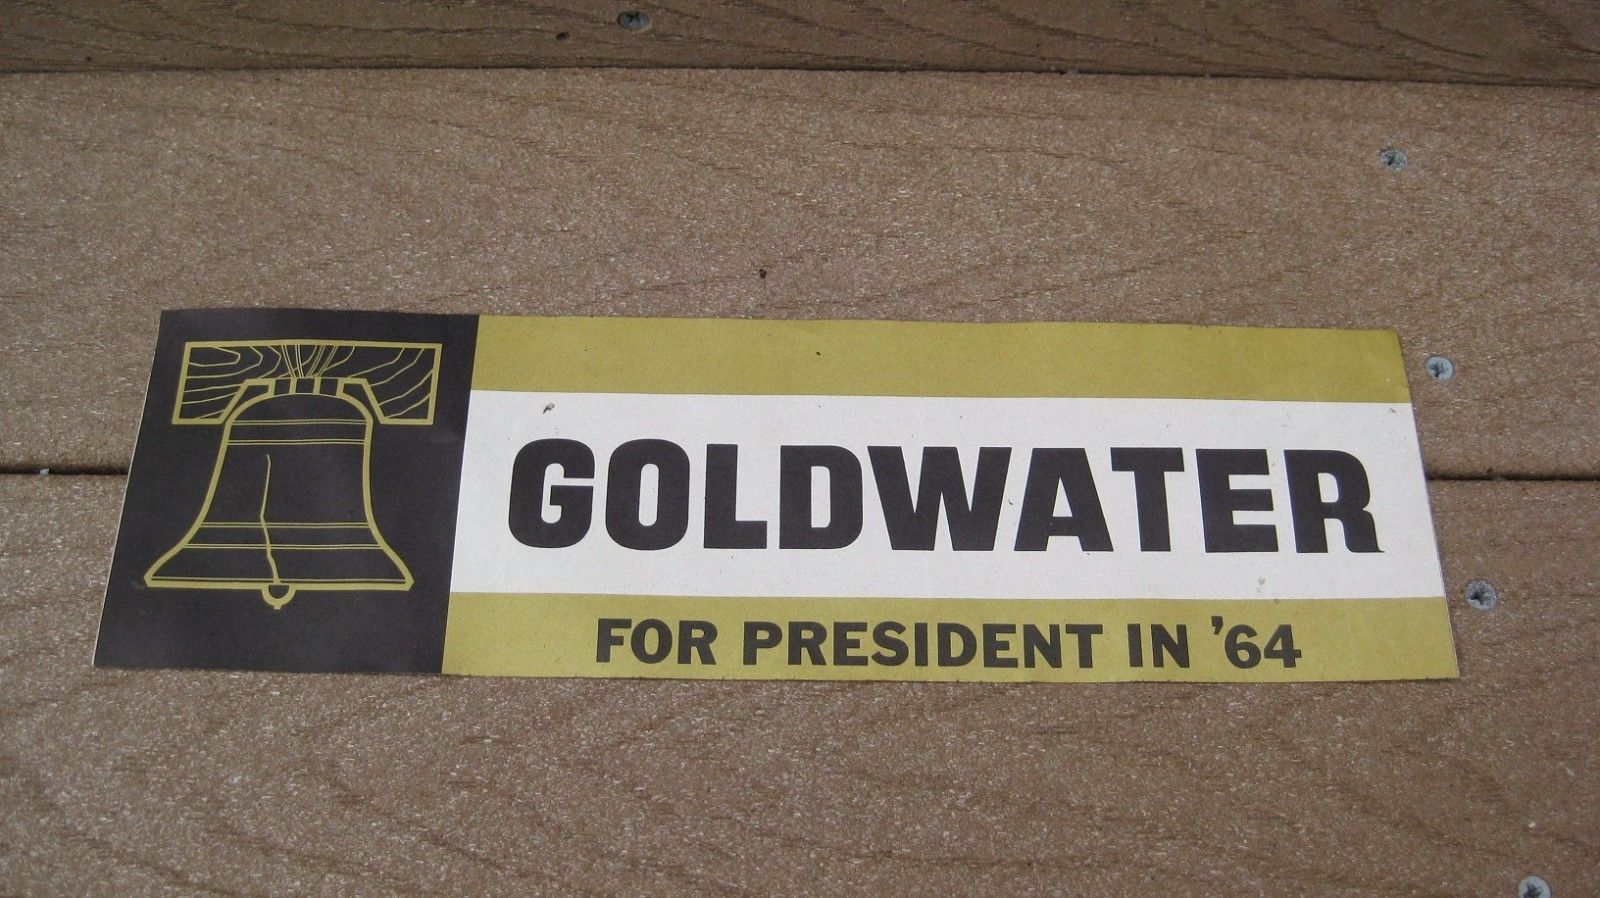 GOLDWATER
FOR PRESIDENT IN '64